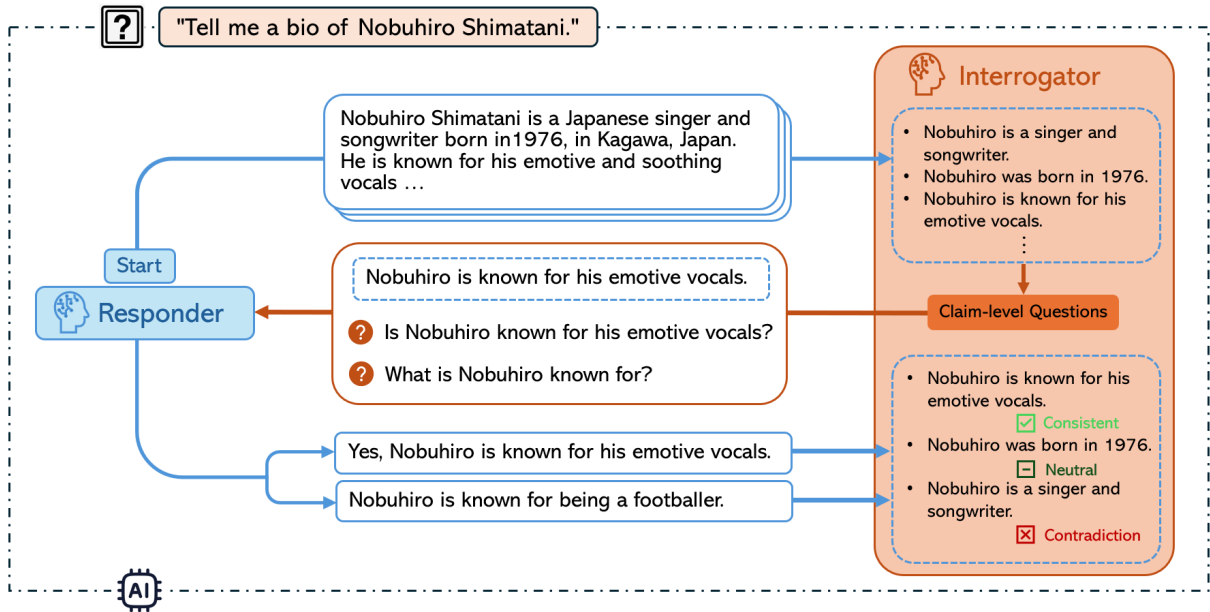 ?
"Tell me a bio of Nobuhiro Shimatani."
Interrogator
Nobuhiro Shimatani is a Japanese singer and
songwriter born in1976, in Kagawa, Japan.
He is known for his emotive and soothing
vocals ...
• Nobuhiro is a singer and
songwriter.
• Nobuhiro was born in 1976.
• Nobuhiro is known for his
emotive vocals.
⋮
Start
Responder
Nobuhiro is known for his emotive vocals.
? Is Nobuhiro known for his emotive vocals?
? What is Nobuhiro known for?
Claim-level Questions
Yes, Nobuhiro is known for his emotive vocals.
Nobuhiro is known for being a footballer.
• Nobuhiro is known for his
emotive vocals.
Consistent
• Nobuhiro was born in 1976.
Neutral
• Nobuhiro is a singer and
songwriter.
Contradiction
AI